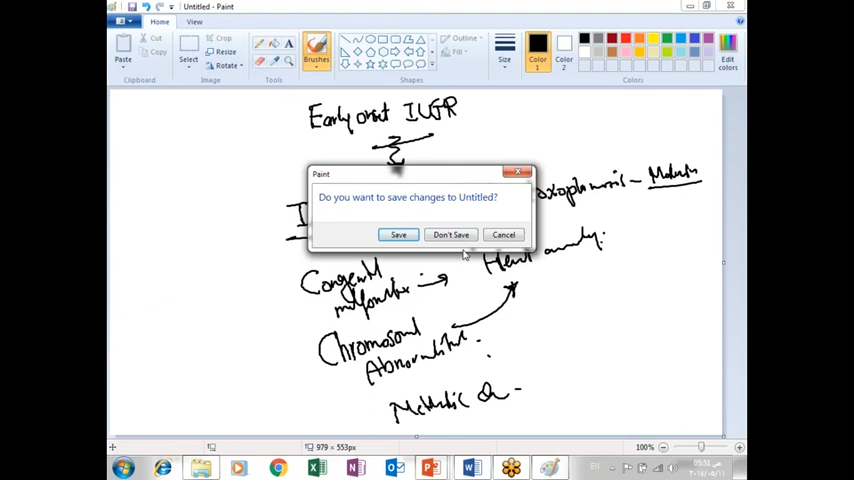 Untitled - Paint
Home View
Paste
Cut
Copy
Clipboard
Select
Crop
Resize
Rotate
Image
Tools
Brushes
Shapes
Outline
Fill
Size
Color 1
Color 2
Colors
Edit colors
Early onset IUGR
Paint
Do you want to save changes to Untitled?
Save Don't Save Cancel
Congenital
Chromosomal
Metabolic
979 × 553px
100%
EN